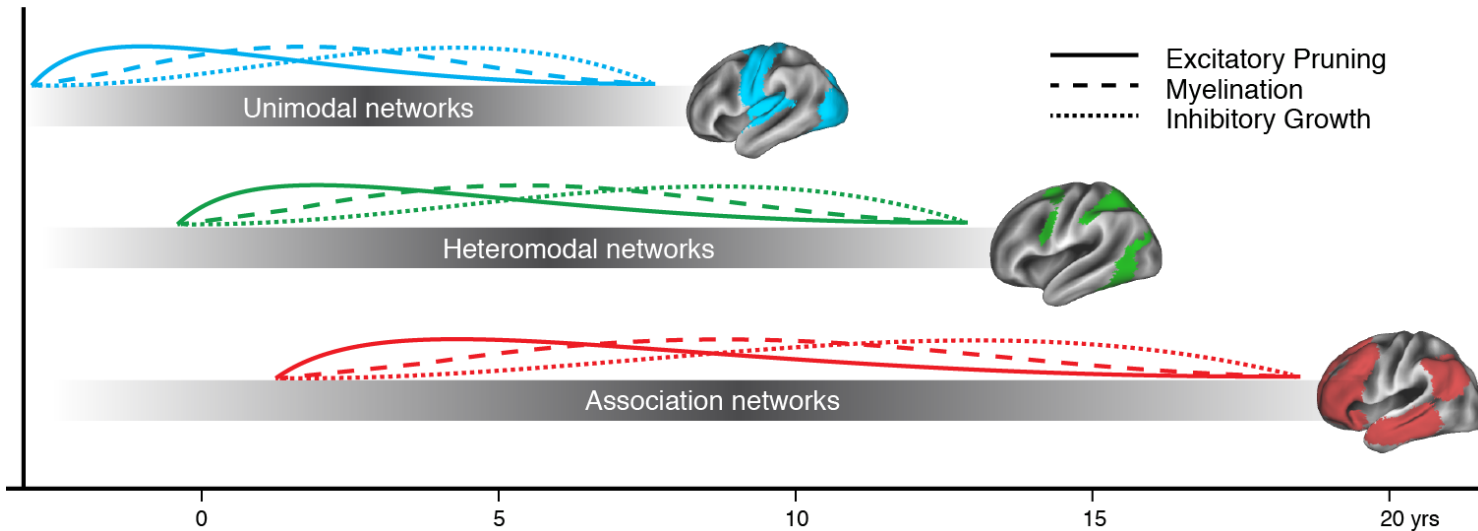 Excitatory Pruning
Myelination
Inhibitory Growth
Unimodal networks
Heteromodal networks
Association networks
0 5 10 15 20 yrs